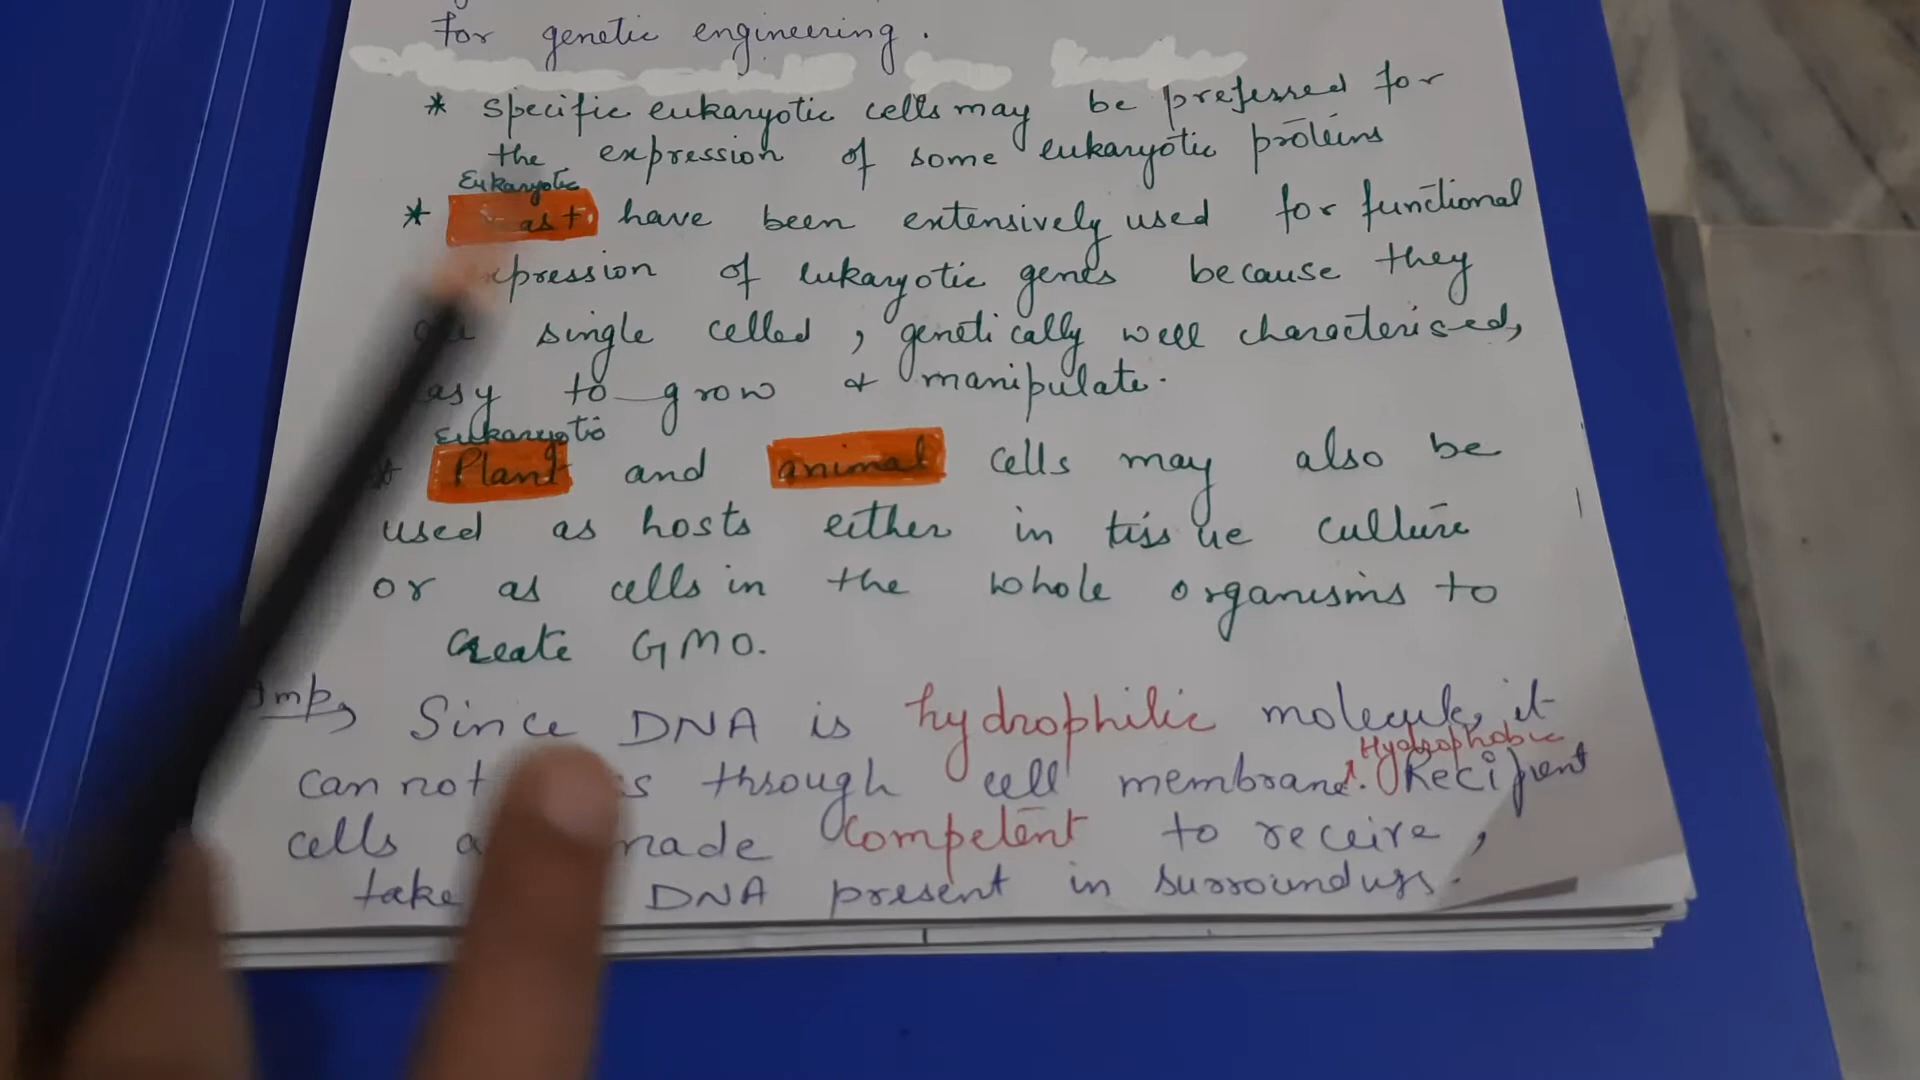 for genetic engineering.
* specific eukaryotic cells may be preferred for
the expression of some eukaryotic proteins
Eukaryotic
* have been extensively used for functional
of eukaryotic genes because they
single celled, genetically well characterised,
to grow & manipulate.
Eukaryotic
* Plant and animal cells may also be
used as hosts either in tissue culture
or as cells in the whole organisms to
create GMO.
Imp, Since DNA is hydrophilic molecule, it
Hydrophobic
can not through cell membrane. Recipient
cells made competent to receive,
take DNA present in surroundings.